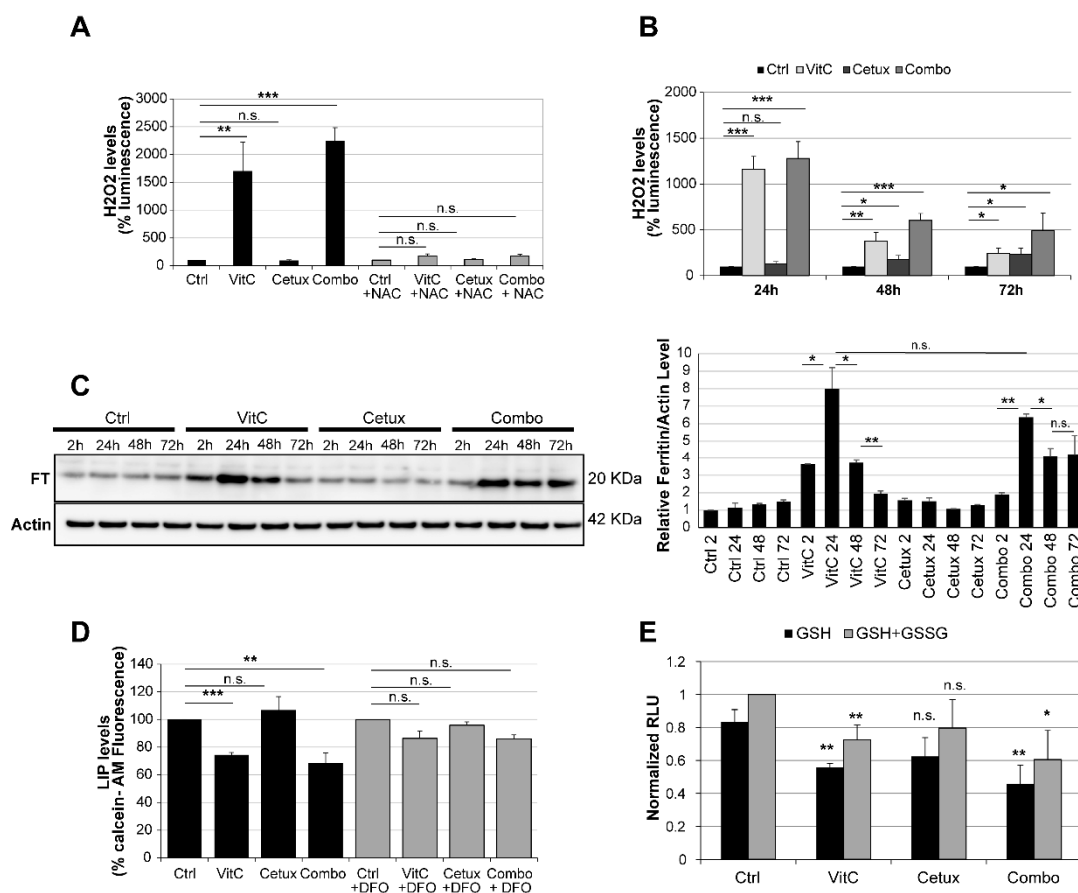 A
H2O2 levels
(% luminescence)
3000
2500
2000
1500
1000
500
0
***
n.s.
**
n.s.
n.s.
n.s.
Ctrl
VitC
Cetux
Combo
Ctrl
+NAC
VitC
+NAC
Cetux
+NAC
Combo
+ NAC
B
Ctrl VitC Cetux Combo
H2O2 levels
(% luminescence)
2000
1500
1000
500
0
***
n.s.
***
***
*
**
*
*
*
24h
48h
72h
C
Ctrl VitC Cetux Combo
2h 24h 48h 72h 2h 24h 48h 72h 2h 24h 48h 72h 2h 24h 48h 72h
FT
20 KDa
Actin
42 KDa
Relative Ferritin/Actin Level
10
9
8
7
6
5
4
3
2
1
0
n.s.
*
*
**
**
*
n.s.
Ctrl 2
Ctrl 24
Ctrl 48
Ctrl 72
VitC 2
VitC 24
VitC 48
VitC 72
Cetux 2
Cetux 24
Cetux 48
Cetux 72
Combo 2
Combo 24
Combo 48
Combo 72
D
LIP levels
(% calcein- AM Fluorescence)
140
120
100
80
60
40
20
0
**
n.s.
***
n.s.
n.s.
n.s.
Ctrl
VitC
Cetux
Combo
Ctrl
+DFO
VitC
+DFO
Cetux
+DFO
Combo
+ DFO
E
GSH GSH+GSSG
Normalized RLU
1.2
1
0.8
0.6
0.4
0.2
0
**
**
n.s.
n.s.
**
*
Ctrl
VitC
Cetux
Combo